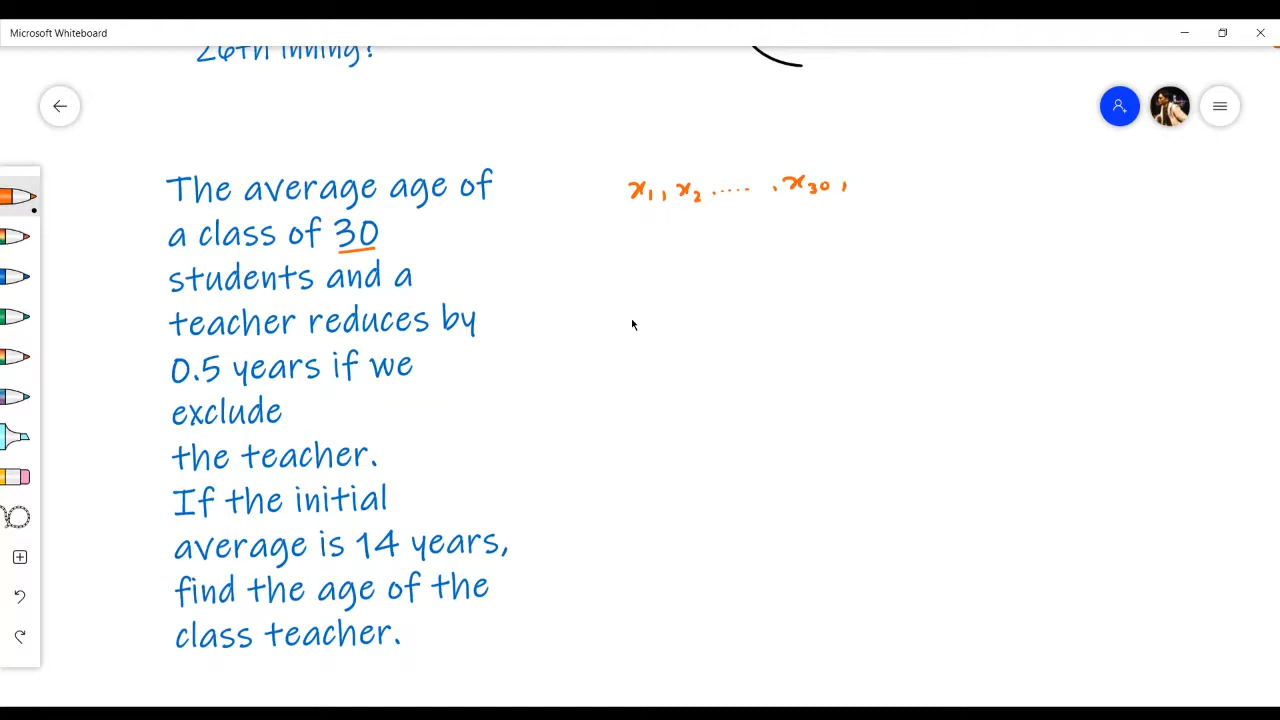 Microsoft Whiteboard
26th inning?
The average age of
a class of 30
students and a
teacher reduces by
0.5 years if we
exclude
the teacher.
If the initial
average is 14 years,
find the age of the
class teacher.
x₁, x₂ ..... , x₃₀,